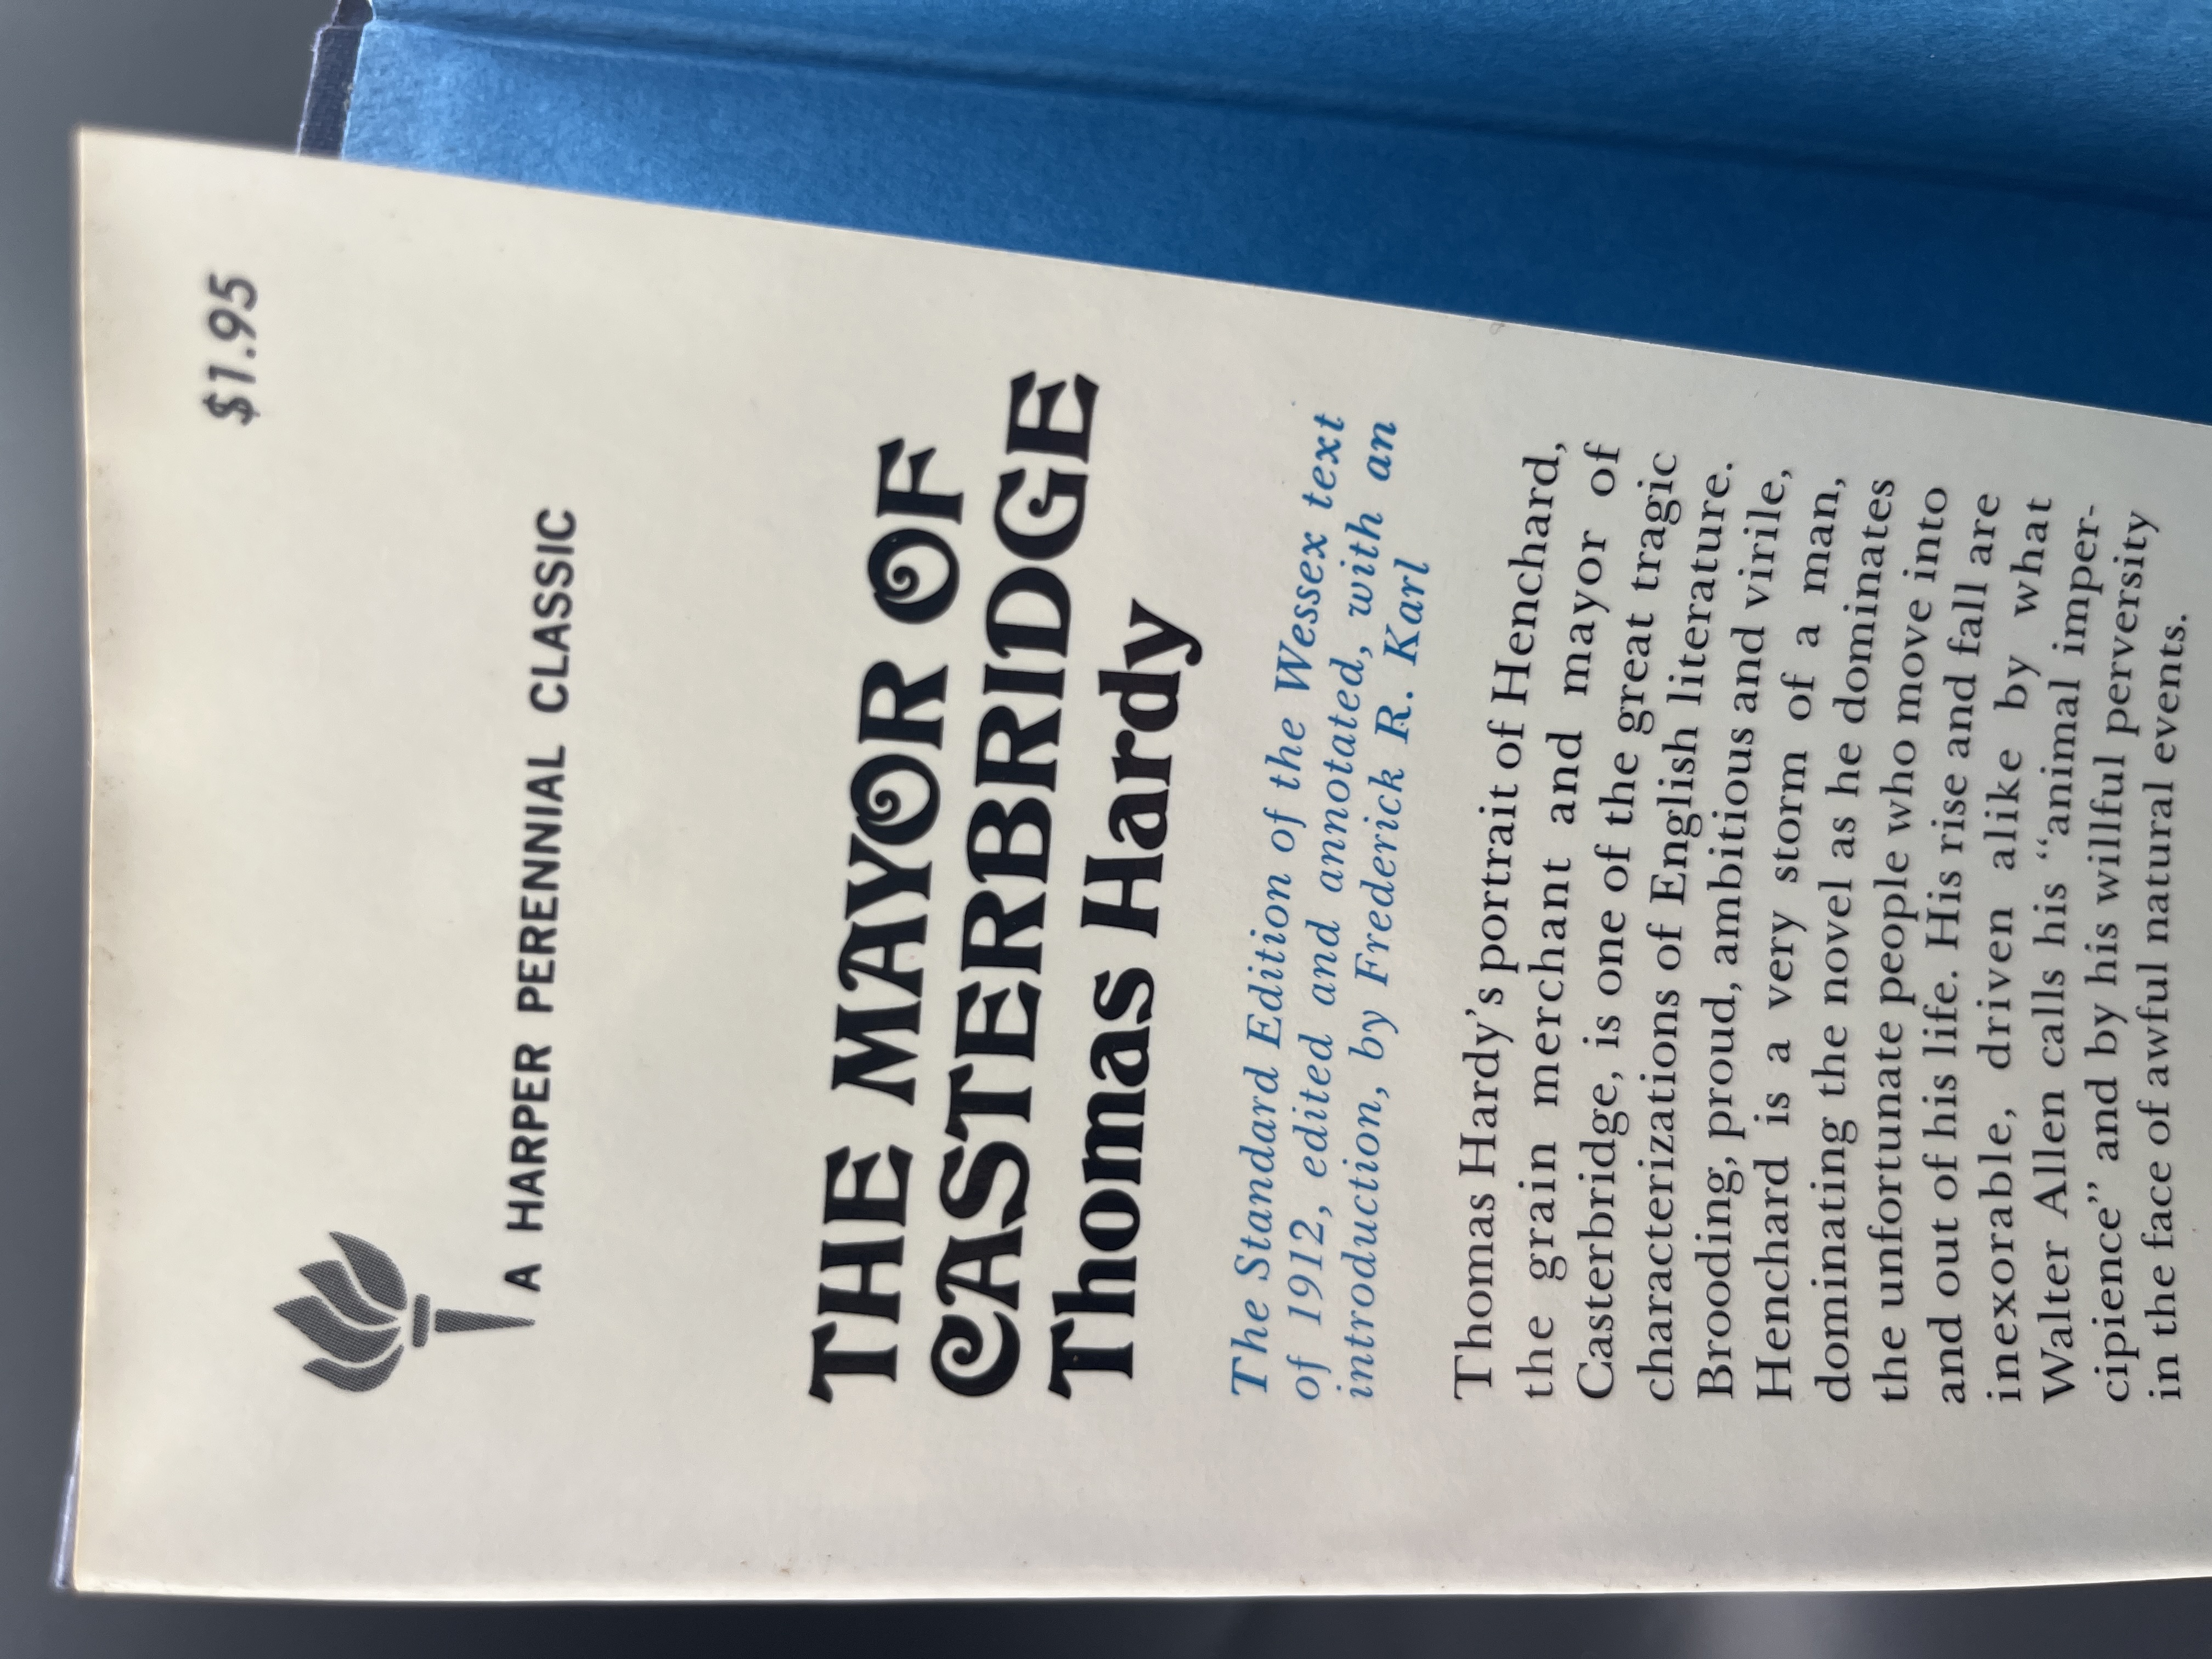 $1.95
A HARPER PERENNIAL CLASSIC
THE MAYOR OF
CASTERBRIDGE
Thomas Hardy
The Standard Edition of the Wessex text
of 1912, edited and annotated, with an
introduction, by Frederick R. Karl
Thomas Hardy's portrait of Henchard,
the grain merchant and mayor of
Casterbridge, is one of the great tragic
characterizations of English literature.
Brooding, proud, ambitious and virile,
Henchard is a very storm of a man,
dominating the novel as he dominates
the unfortunate people who move into
and out of his life. His rise and fall are
inexorable, driven alike by what
Walter Allen calls his “animal imper-
cipience” and by his willful perversity
in the face of awful natural events.